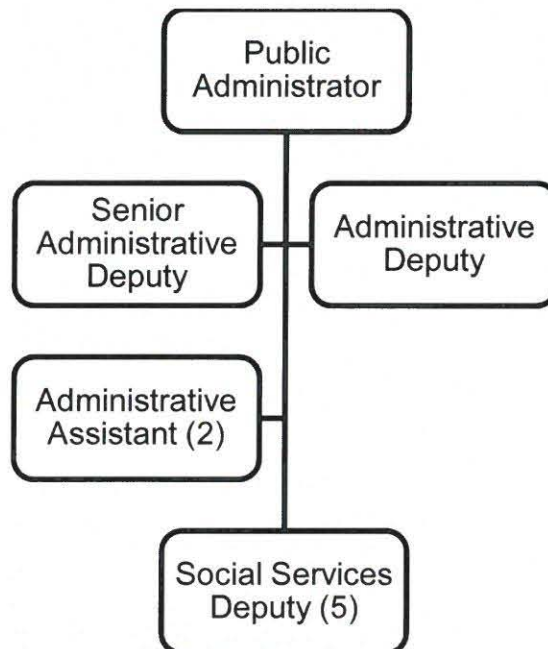 Public
Administrator
Senior
Administrative
Deputy
Administrative
Deputy
Administrative
Assistant (2)
Social Services
Deputy (5)